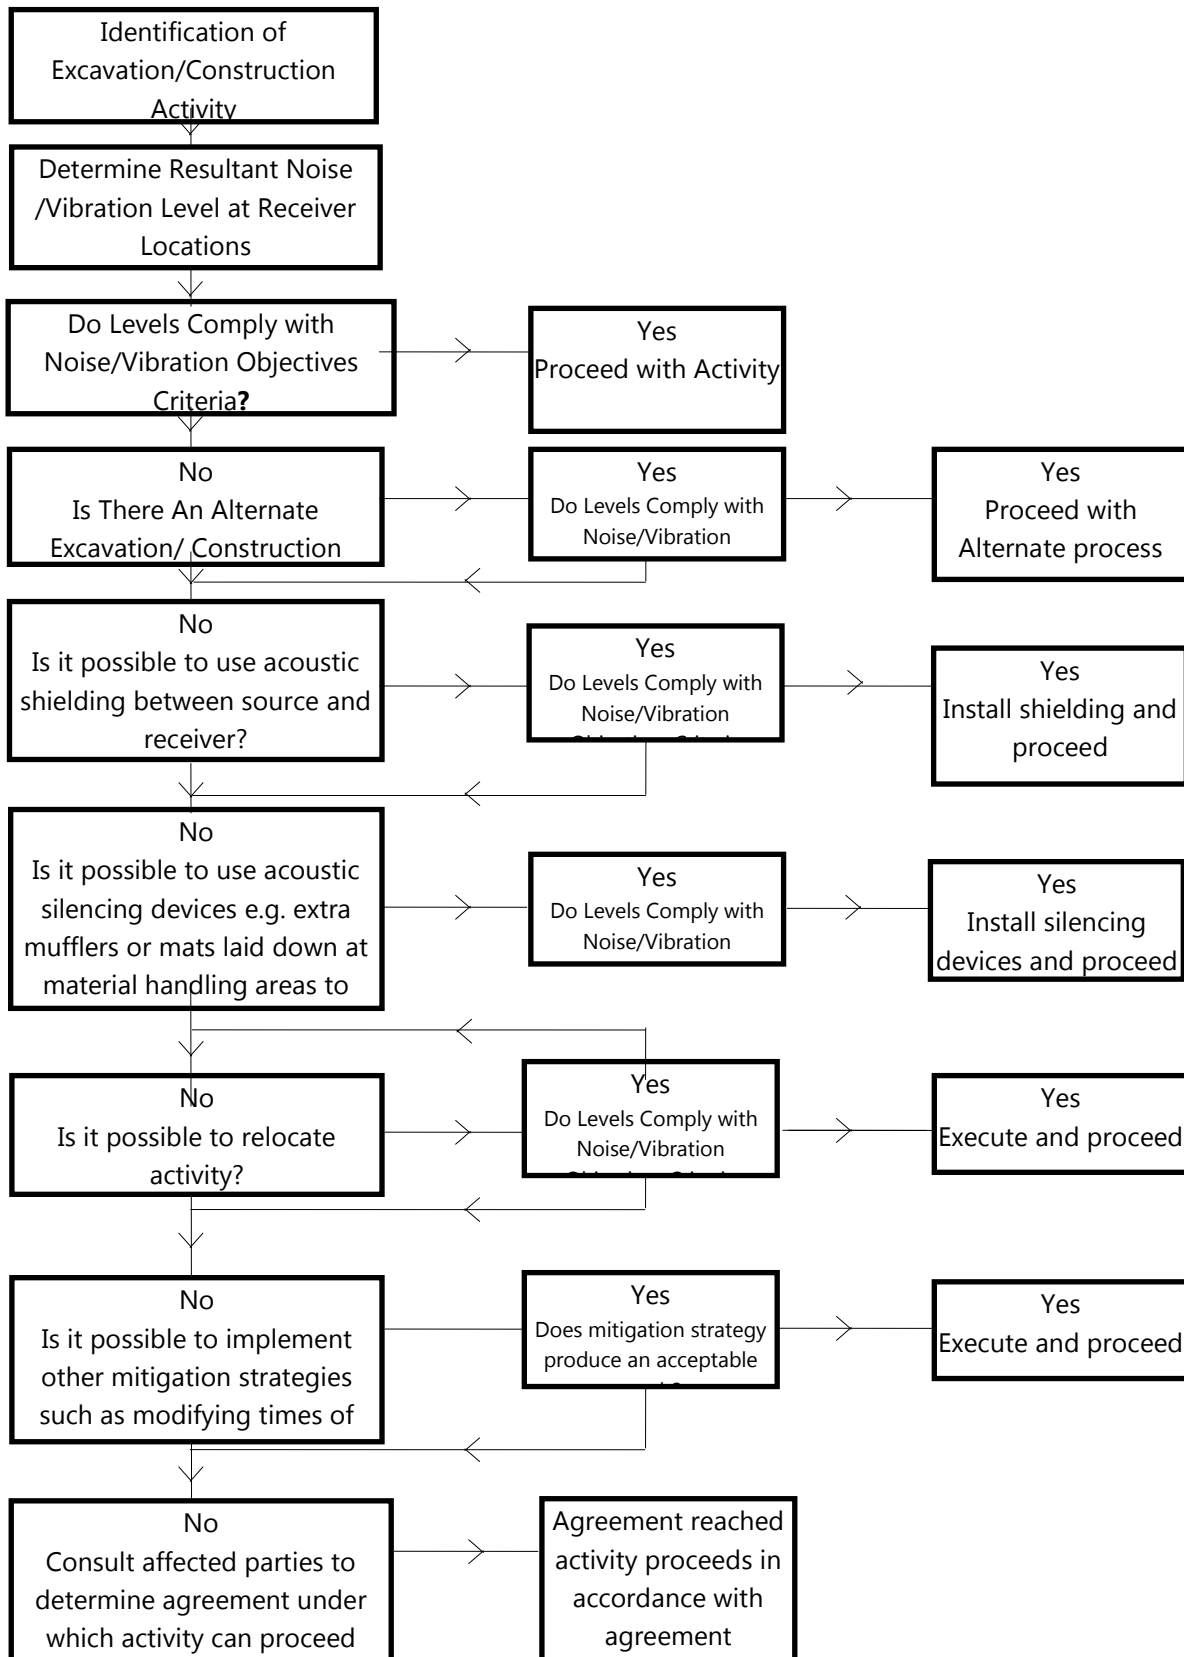 Identification of
Excavation/Construction
Activity
Determine Resultant Noise
/Vibration Level at Receiver
Locations
Do Levels Comply with
Noise/Vibration Objectives
Criteria?
Yes
Proceed with Activity
No
Is There An Alternate
Excavation/ Construction
Yes
Do Levels Comply with
Noise/Vibration
Yes
Proceed with
Alternate process
No
Is it possible to use acoustic
shielding between source and
receiver?
Yes
Do Levels Comply with
Noise/Vibration
Yes
Install shielding and
proceed
No
Is it possible to use acoustic
silencing devices e.g. extra
mufflers or mats laid down at
material handling areas to
Yes
Do Levels Comply with
Noise/Vibration
Yes
Install silencing
devices and proceed
No
Is it possible to relocate
activity?
Yes
Do Levels Comply with
Noise/Vibration
Yes
Execute and proceed
No
Is it possible to implement
other mitigation strategies
such as modifying times of
Yes
Does mitigation strategy
produce an acceptable
Yes
Execute and proceed
No
Consult affected parties to
determine agreement under
which activity can proceed
Agreement reached
activity proceeds in
accordance with
agreement